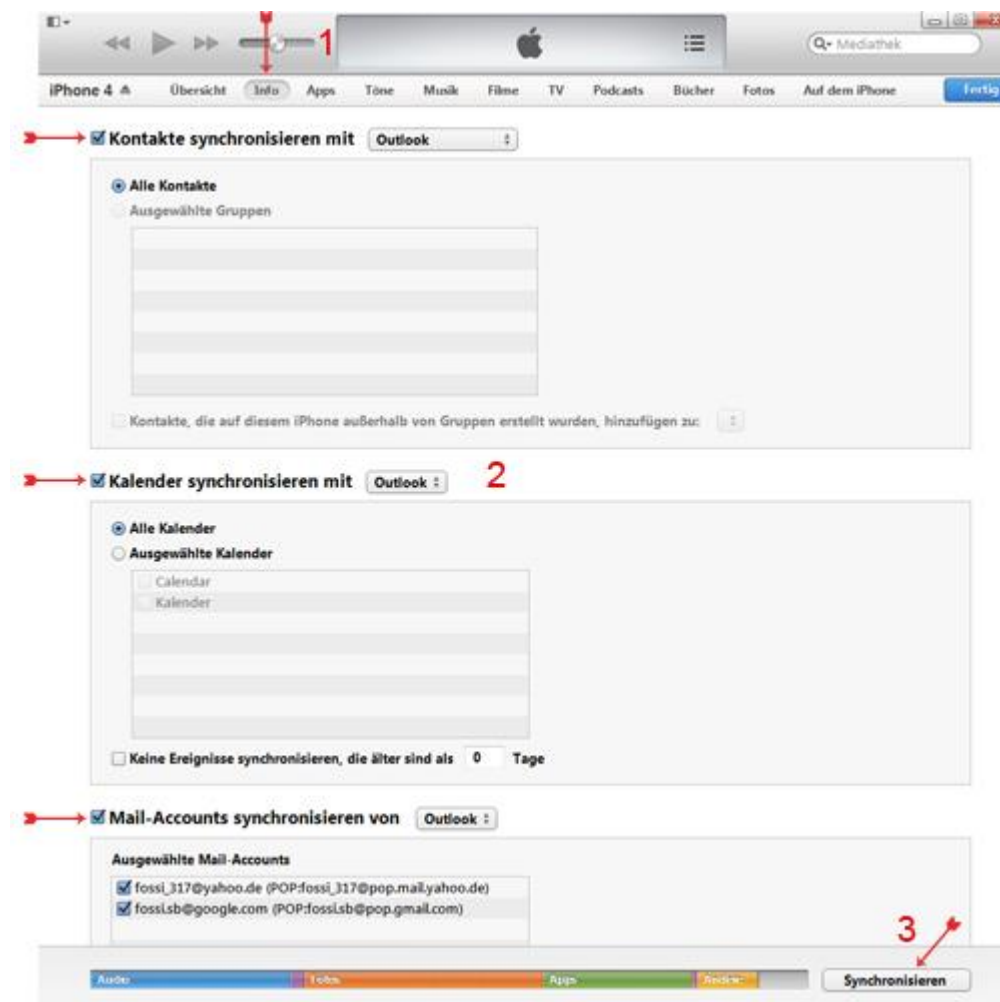 1
Mediathek
iPhone 4 Übersicht Info Apps Töne Musik Filme TV Podcasts Bücher Fotos Auf dem iPhone Fertig
Kontakte synchronisieren mit Outlook
Alle Kontakte
Ausgewählte Gruppen
Kontakte, die auf diesem iPhone außerhalb von Gruppen erstellt wurden, hinzufügen zu:
Kalender synchronisieren mit Outlook 2
Alle Kalender
Ausgewählte Kalender
Calendar
Kalender
Keine Ereignisse synchronisieren, die älter sind als 0 Tage
Mail-Accounts synchronisieren von Outlook
Ausgewählte Mail-Accounts
fossi_317@yahoo.de (POP:fossi_317@pop.mail.yahoo.de)
fossi.sb@google.com (POP:fossi.sb@pop.gmail.com)
3
Audio Fotos Apps Andere Synchronisieren